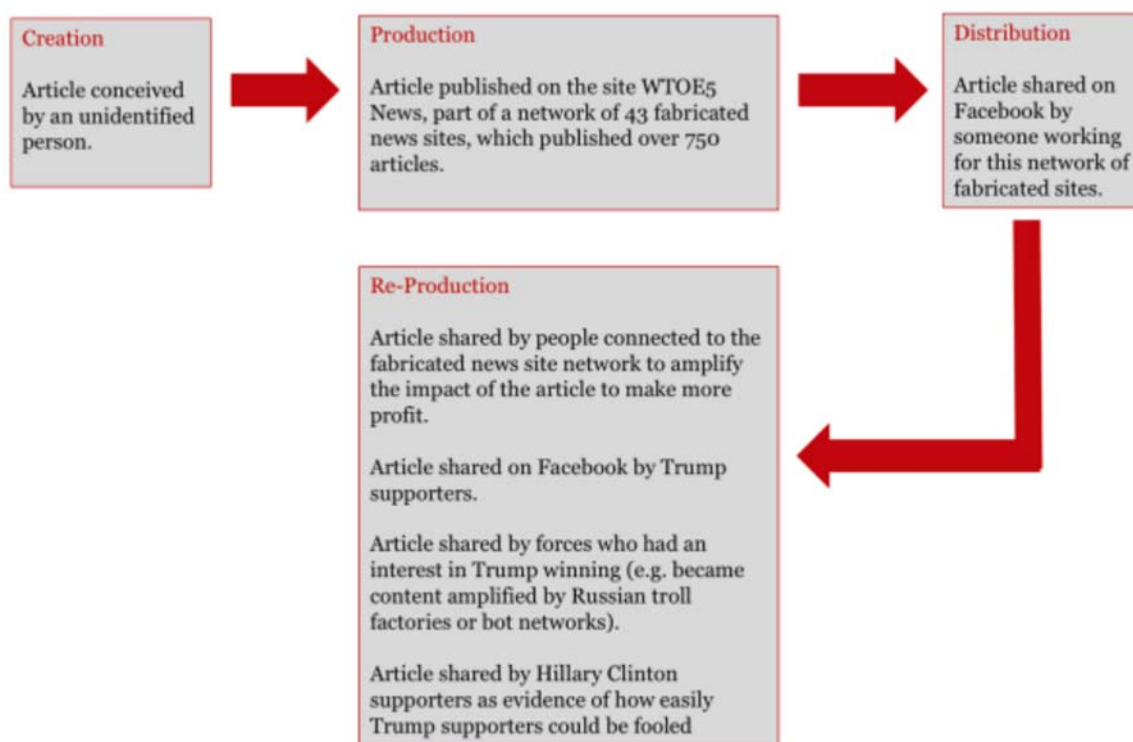 Creation
Article conceived
by an unidentified
person.
Production
Article published on the site WTOE5
News, part of a network of 43 fabricated
news sites, which published over 750
articles.
Distribution
Article shared on
Facebook by
someone working
for this network of
fabricated sites.
Re-Production
Article shared by people connected to the
fabricated news site network to amplify
the impact of the article to make more
profit.
Article shared on Facebook by Trump
supporters.
Article shared by forces who had an
interest in Trump winning (e.g. became
content amplified by Russian troll
factories or bot networks).
Article shared by Hillary Clinton
supporters as evidence of how easily
Trump supporters could be fooled